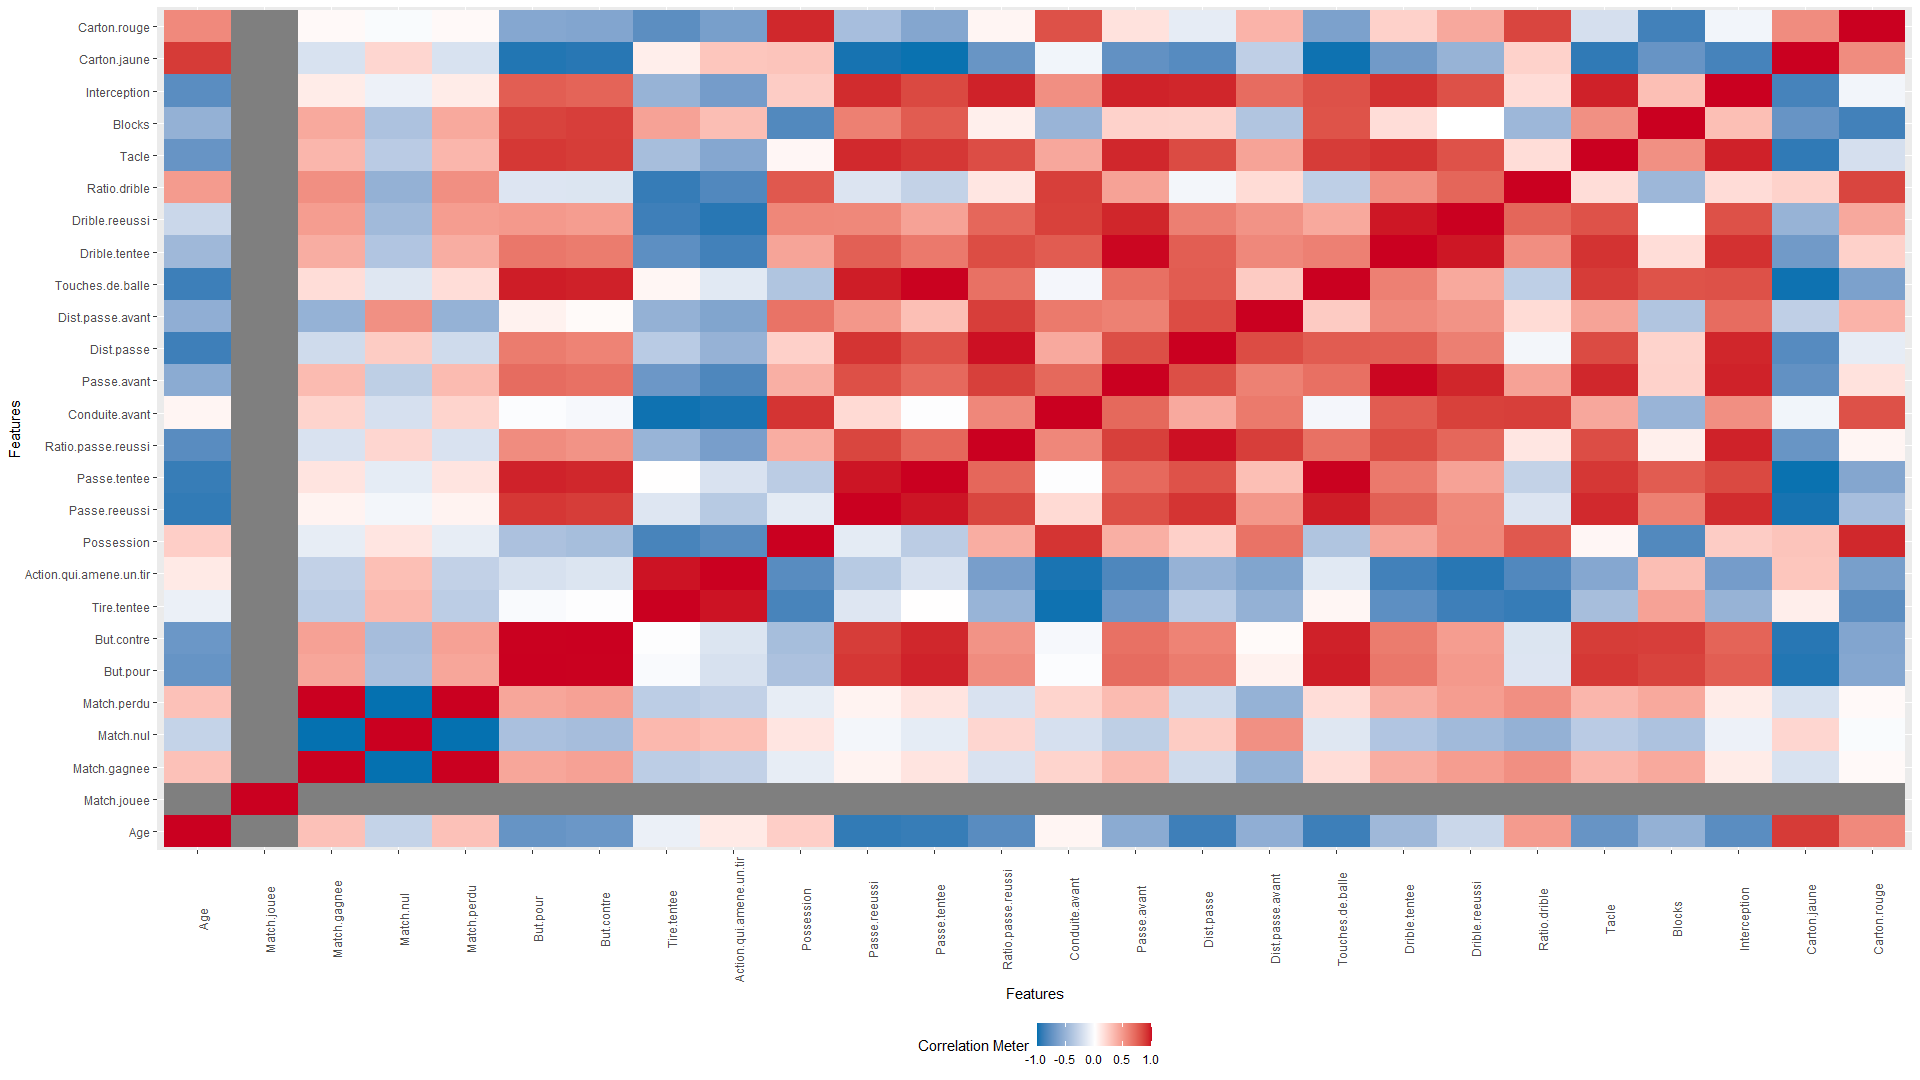 Carton.rouge
Carton.jaune
Interception
Blocks
Tacle
Ratio.drible
Drible.reeussi
Drible.tentee
Touches.de.balle
Dist.passe.avant
Dist.passe
Passe.avant
Conduite.avant
Ratio.passe.reussi
Passe.tentee
Passe.reeussi
Possession
Action.qui.amene.un.tir
Tire.tentee
But.contre
But.pour
Match.perdu
Match.nul
Match.gagnee
Match.jouee
Age
Features
Age
Match.jouee
Match.gagnee
Match.nul
Match.perdu
But.pour
But.contre
Tire.tentee
Action.qui.amene.un.tir
Possession
Passe.reeussi
Passe.tentee
Ratio.passe.reussi
Conduite.avant
Passe.avant
Dist.passe
Dist.passe.avant
Touches.de.balle
Drible.tentee
Drible.reeussi
Ratio.drible
Tacle
Blocks
Interception
Carton.jaune
Carton.rouge
Features
Correlation Meter
-1.0 -0.5 0.0 0.5 1.0